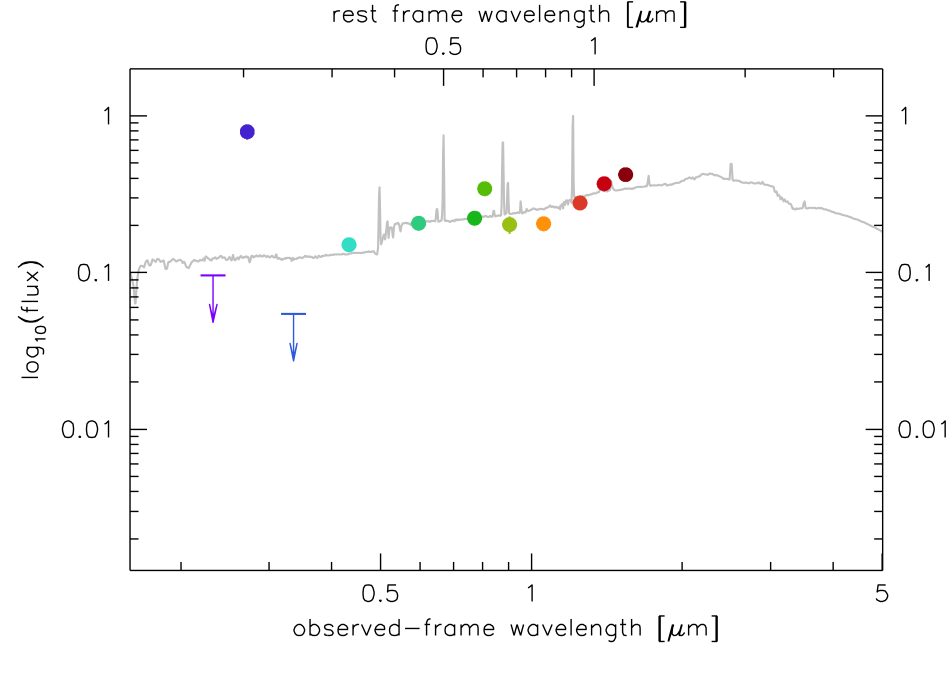 rest frame wavelength [μm]
0.5 1
1 1
0.1 0.1
log10(flux)
0.01 0.01
0.5 1 5
observed-frame wavelength [μm]